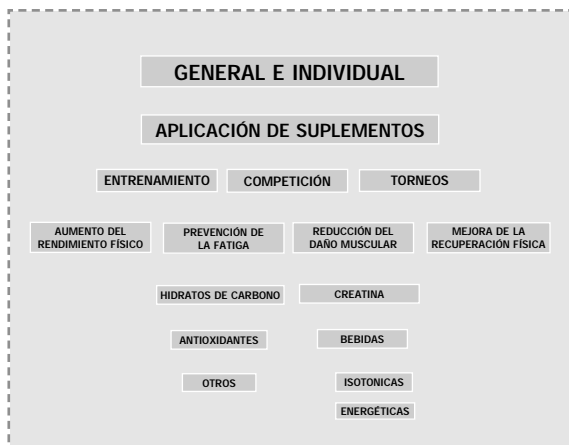 GENERAL E INDIVIDUAL
APLICACIÓN DE SUPLEMENTOS
ENTRENAMIENTO
COMPETICIÓN
TORNEOS
AUMENTO DEL
RENDIMIENTO FÍSICO
PREVENCIÓN DE
LA FATIGA
REDUCCIÓN DEL
DAÑO MUSCULAR
MEJORA DE LA
RECUPERACIÓN FÍSICA
HIDRATOS DE CARBONO
CREATINA
ANTIOXIDANTES
BEBIDAS
OTROS
ISOTONICAS
ENERGÉTICAS